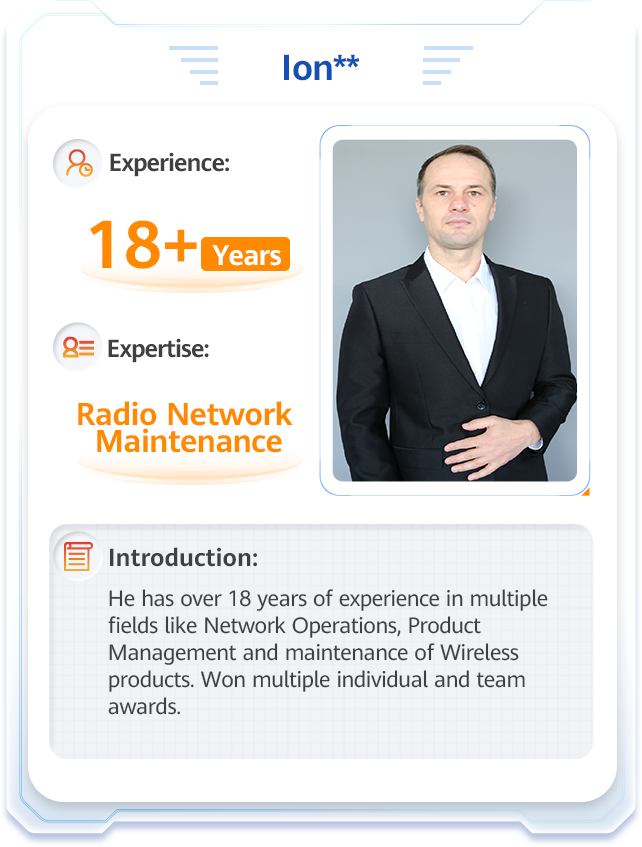 Ion**
Experience:
18+ Years
Expertise:
Radio Network
Maintenance
Introduction:
He has over 18 years of experience in multiple
fields like Network Operations, Product
Management and maintenance of Wireless
products. Won multiple individual and team
awards.